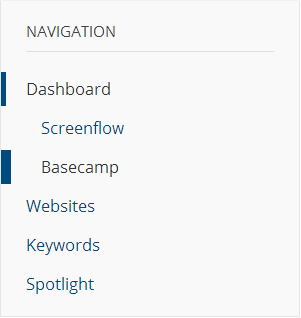 NAVIGATION
Dashboard
Screenflow
Basecamp
Websites
Keywords
Spotlight